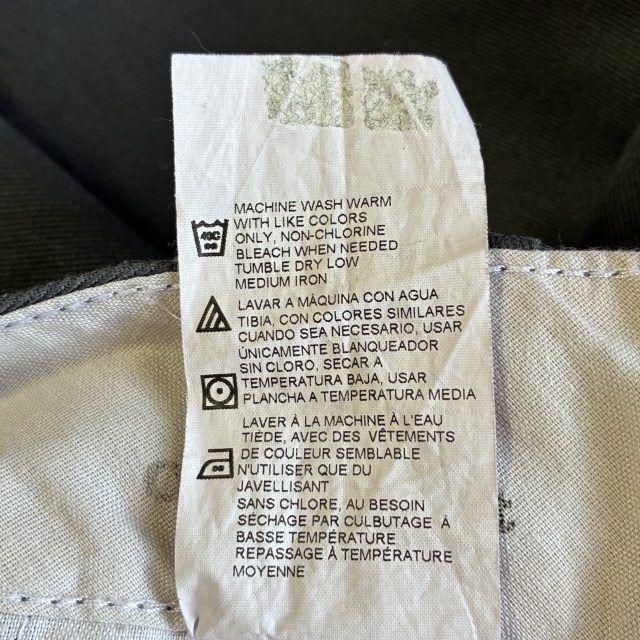 MACHINE WASH WARM
WITH LIKE COLORS
40C
ONLY, NON-CHLORINE
BLEACH WHEN NEEDED
TUMBLE DRY LOW
MEDIUM IRON
LAVAR A MÁQUINA CON AGUA
TIBIA, CON COLORES SIMILARES
CUANDO SEA NECESARIO, USAR
ÚNICAMENTE BLANQUEADOR
SIN CLORO, SECAR A
TEMPERATURA BAJA, USAR
PLANCHA A TEMPERATURA MEDIA
LAVER À LA MACHINE À L'EAU
TIÈDE, AVEC DES VÊTEMENTS
DE COULEUR SEMBLABLE
N'UTILISER QUE DU
JAVELLISANT
SANS CHLORE, AU BESOIN
SÉCHAGE PAR CULBUTAGE À
BASSE TEMPÉRATURE
REPASSAGE À TEMPÉRATURE
MOYENNE